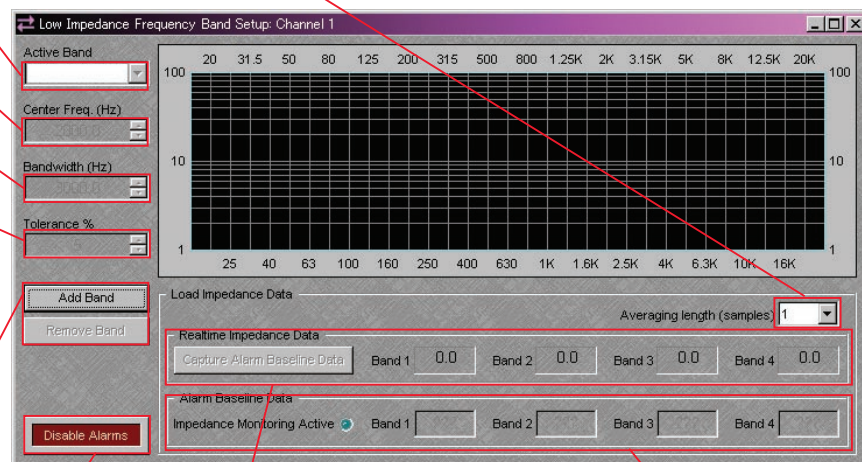 Low Impedance Frequency Band Setup: Channel 1
Active Band
Center Freq. (Hz)
Bandwidth (Hz)
Tolerance %
20 31.5 50 80 125 200 315 500 800 1.25K 2K 3.15K 5K 8K 12.5K 20K
100 100
10 10
1 1
25 40 63 100 160 250 400 630 1K 1.6K 2.5K 4K 6.3K 10K 16K
Add Band
Remove Band
Disable Alarms
Load Impedance Data
Averaging length (samples) 1
Realtime Impedance Data
Capture Alarm Baseline Data Band 1 0.0 Band 2 0.0 Band 3 0.0 Band 4 0.0
Alarm Baseline Data
Impedance Monitoring Active Band 1 Band 2 Band 3 Band 4